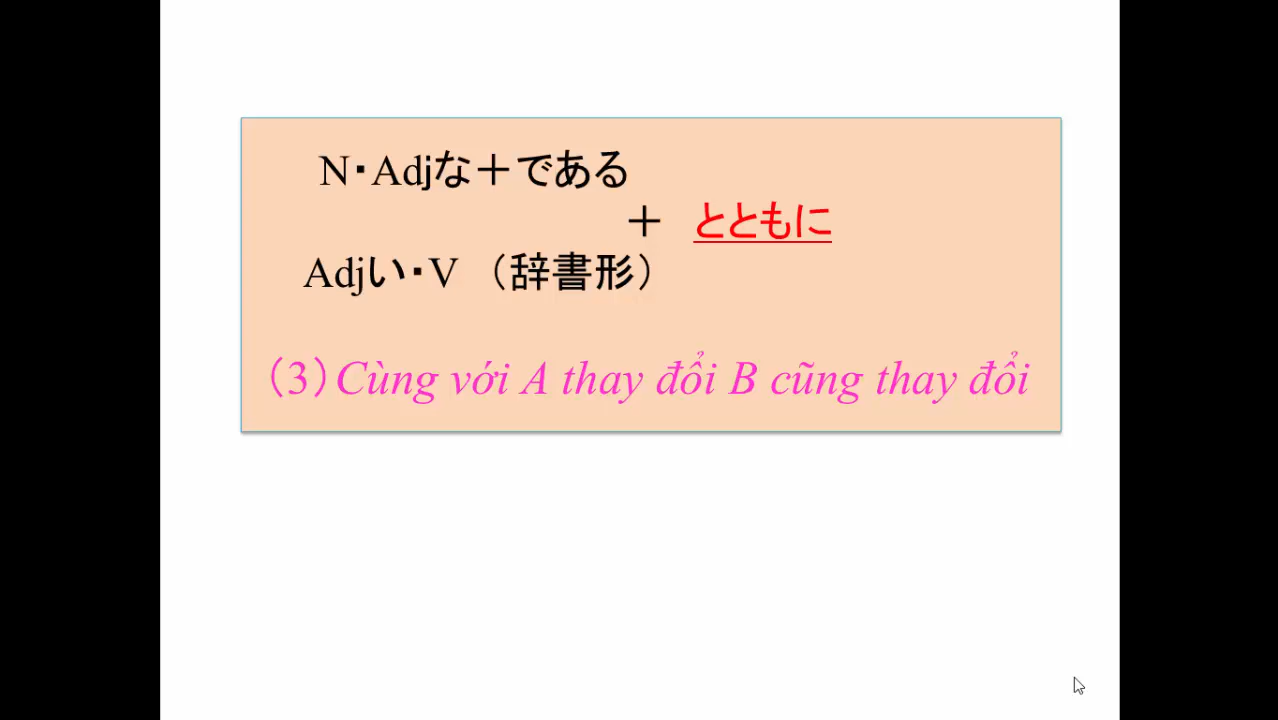 N・Adjな＋である
＋ とともに
Adjい・V （辞書形）
（3）Cùng với A thay đổi B cũng thay đổi